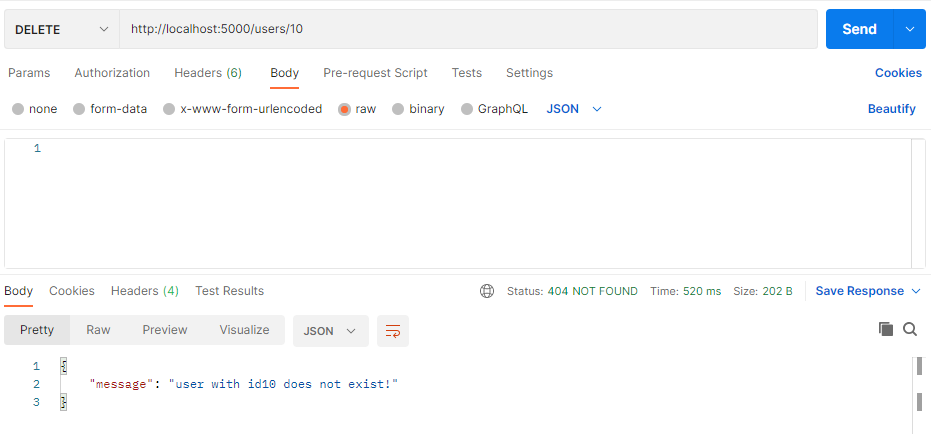 DELETE http://localhost:5000/users/10 Send
Params Authorization Headers (6) Body Pre-request Script Tests Settings Cookies
none form-data x-www-form-urlencoded raw binary GraphQL JSON Beautify
1
Body Cookies Headers (4) Test Results Status: 404 NOT FOUND Time: 520 ms Size: 202 B Save Response
Pretty Raw Preview Visualize JSON
1 {
2 "message": "user with id10 does not exist!"
3 }